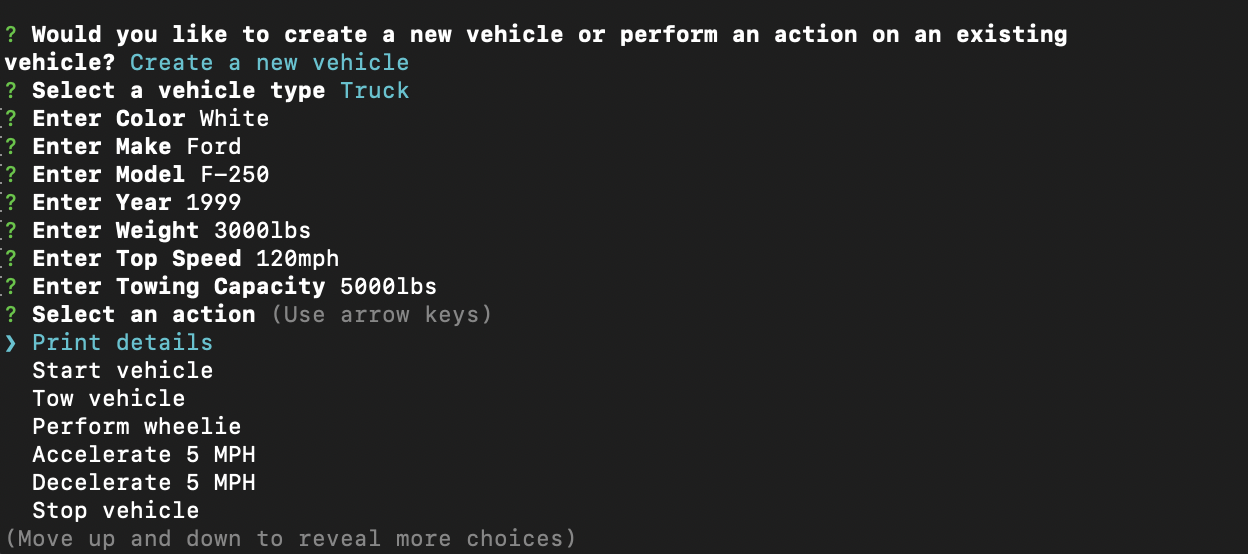 ? Would you like to create a new vehicle or perform an action on an existing
vehicle? Create a new vehicle
? Select a vehicle type Truck
? Enter Color White
? Enter Make Ford
? Enter Model F-250
? Enter Year 1999
? Enter Weight 3000lbs
? Enter Top Speed 120mph
? Enter Towing Capacity 5000lbs
? Select an action (Use arrow keys)
❯ Print details
Start vehicle
Tow vehicle
Perform wheelie
Accelerate 5 MPH
Decelerate 5 MPH
Stop vehicle
(Move up and down to reveal more choices)